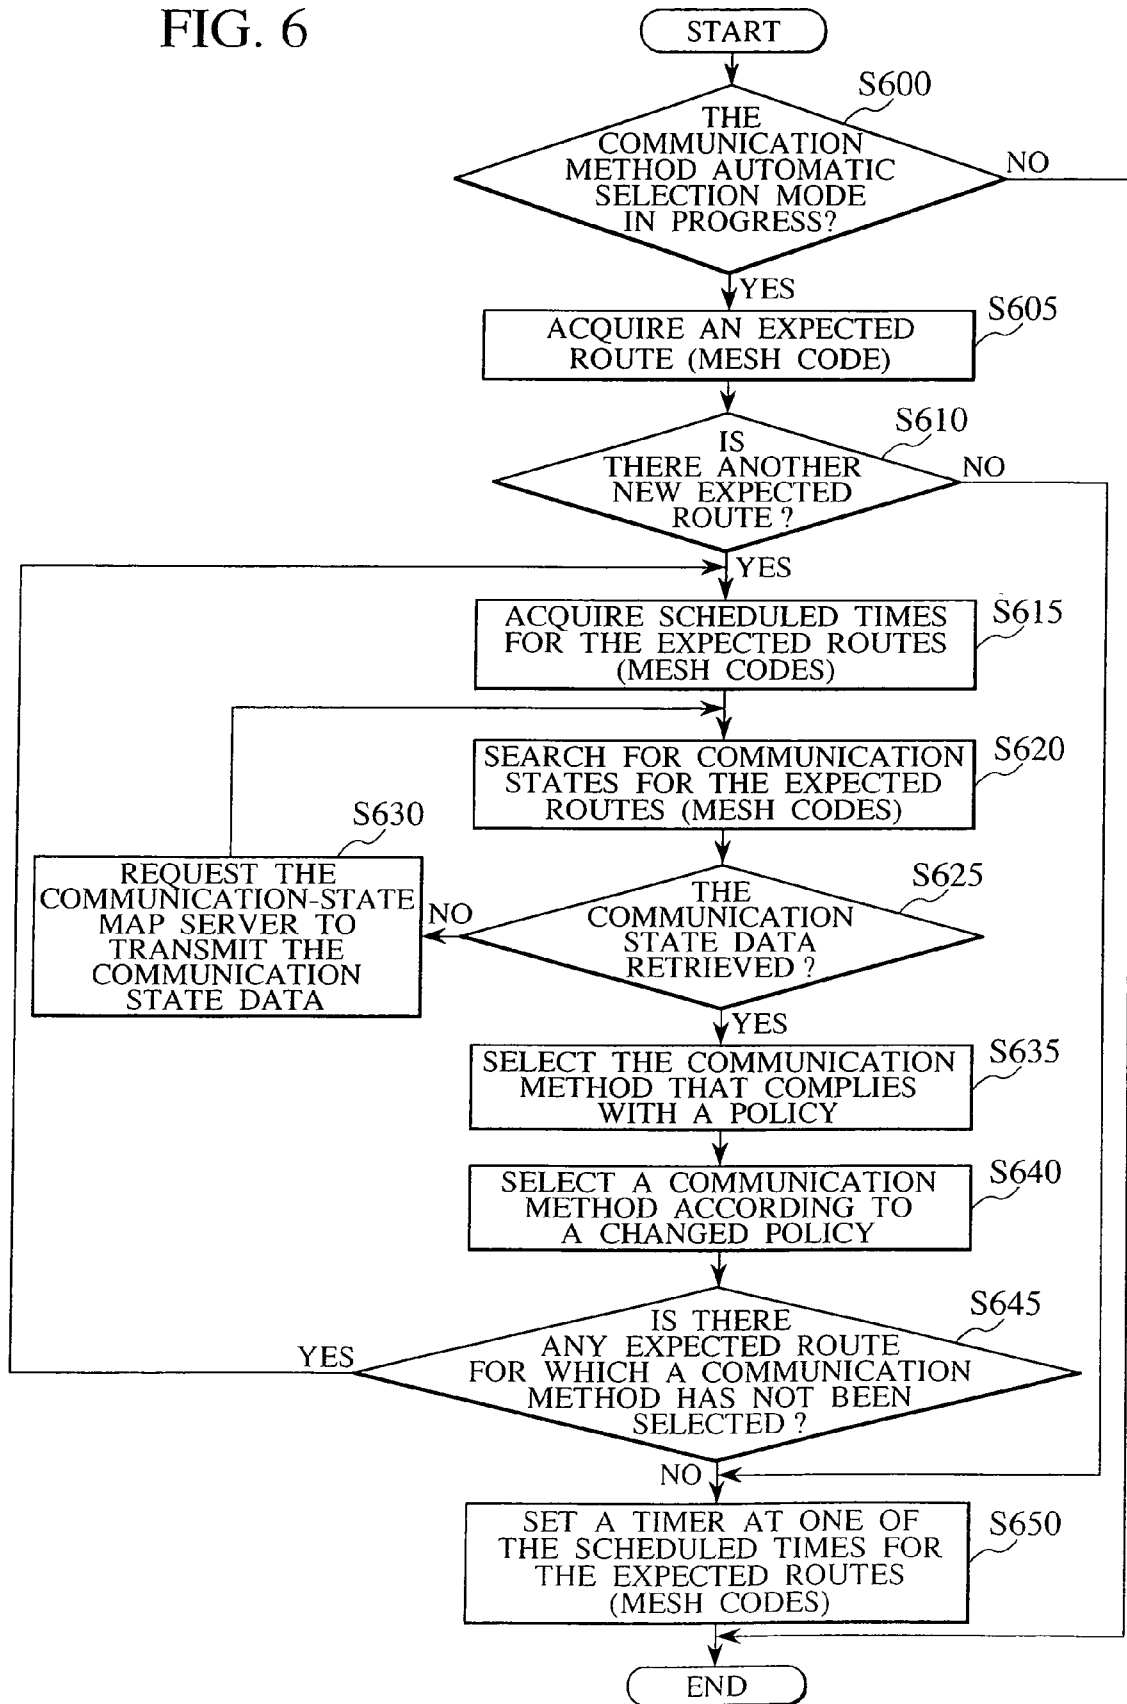 FIG. 6
START
S600
THE
COMMUNICATION
METHOD AUTOMATIC
SELECTION MODE
IN PROGRESS?
NO
YES
S605
ACQUIRE AN EXPECTED
ROUTE (MESH CODE)
S610
IS
THERE ANOTHER
NEW EXPECTED
ROUTE ?
NO
YES
S615
ACQUIRE SCHEDULED TIMES
FOR THE EXPECTED ROUTES
(MESH CODES)
S620
SEARCH FOR COMMUNICATION
STATES FOR THE EXPECTED
ROUTES (MESH CODES)
S630
REQUEST THE
COMMUNICATION-STATE
MAP SERVER TO
TRANSMIT THE
COMMUNICATION
STATE DATA
NO
S625
THE
COMMUNICATION
STATE DATA
RETRIEVED ?
YES
S635
SELECT THE COMMUNICATION
METHOD THAT COMPLIES
WITH A POLICY
S640
SELECT A COMMUNICATION
METHOD ACCORDING TO
A CHANGED POLICY
S645
IS THERE
ANY EXPECTED ROUTE
FOR WHICH A COMMUNICATION
METHOD HAS NOT BEEN
SELECTED ?
YES
NO
S650
SET A TIMER AT ONE OF
THE SCHEDULED TIMES FOR
THE EXPECTED ROUTES
(MESH CODES)
END